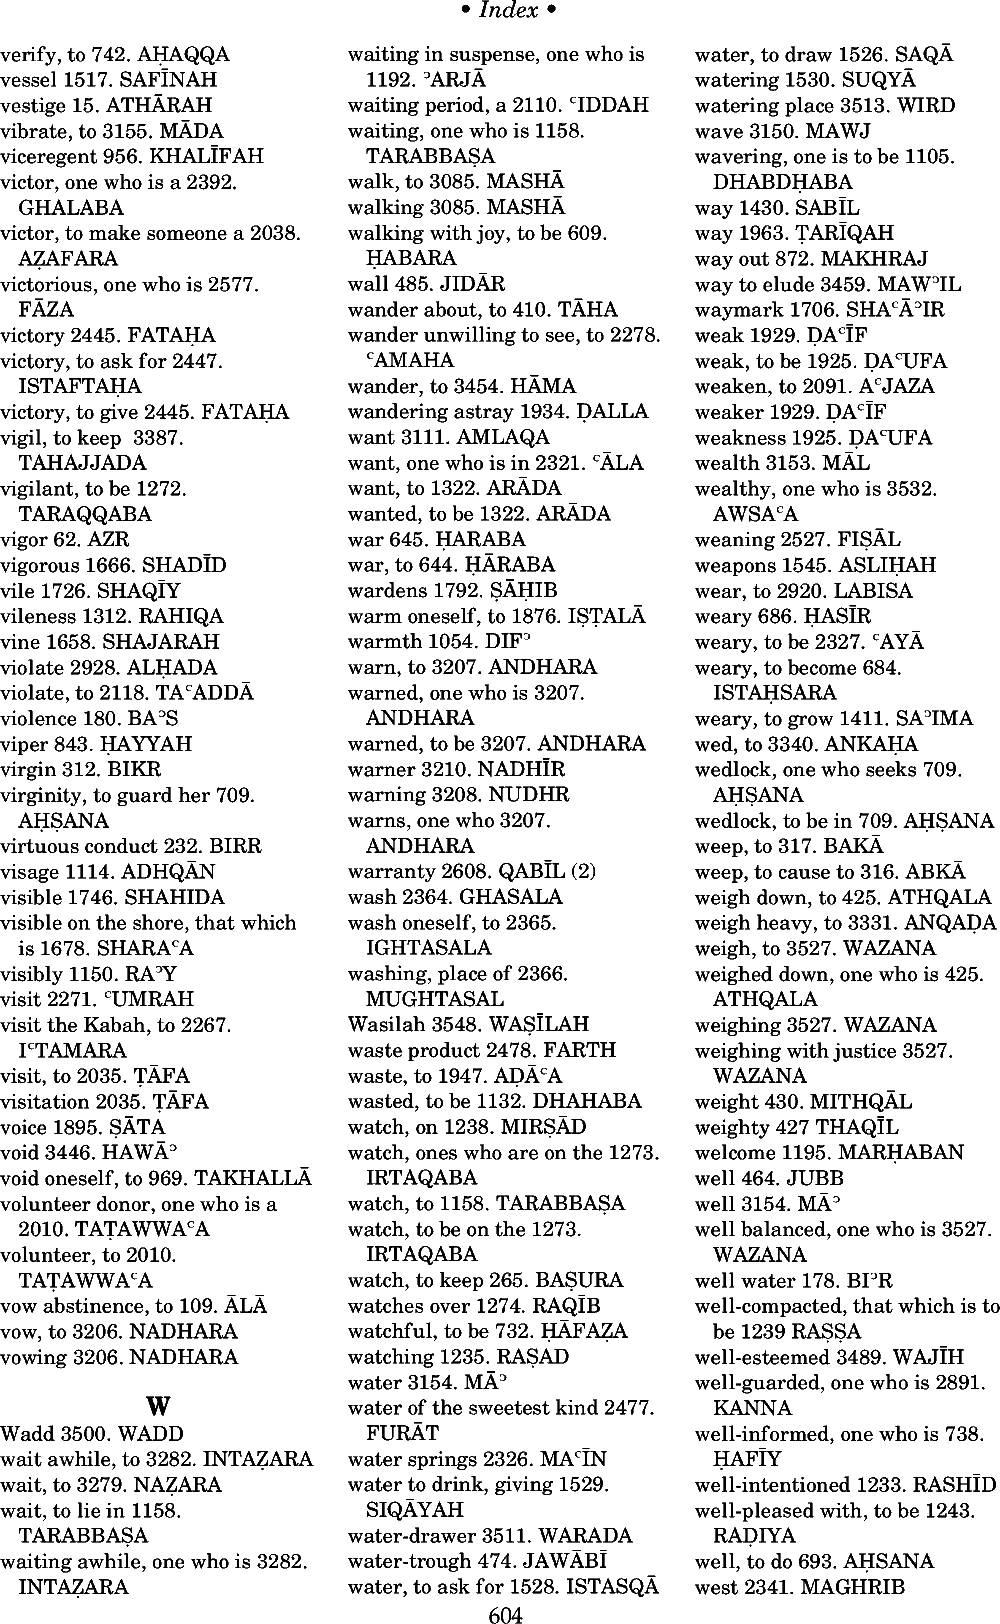 • Index •
verify, to 742. AḤAQQA
vessel 1517. SAFĪNAH
vestige 15. ATHĀRAH
vibrate, to 3155. MĀDA
viceregent 956. KHALĪFAH
victor, one who is a 2392.
GHALABA
victor, to make someone a 2038.
AẒAFARA
victorious, one who is 2577.
FĀZA
victory 2445. FATAḤA
victory, to ask for 2447.
ISTAFTAḤA
victory, to give 2445. FATAḤA
vigil, to keep 3387.
TAHAJJADA
vigilant, to be 1272.
TARAQQABA
vigor 62. AZR
vigorous 1666. SHADĪD
vile 1726. SHAQĪY
vileness 1312. RAHIQA
vine 1658. SHAJARAH
violate 2928. ALḤADA
violate, to 2118. TAᶜADDĀ
violence 180. BAᵓS
viper 843. ḤAYYAH
virgin 312. BIKR
virginity, to guard her 709.
AḤṢANA
virtuous conduct 232. BIRR
visage 1114. ADHQĀN
visible 1746. SHAHIDA
visible on the shore, that which
is 1678. SHARAᶜA
visibly 1150. RAᵓY
visit 2271. ᶜUMRAH
visit the Kabah, to 2267.
IᶜTAMARA
visit, to 2035. ṬĀFA
visitation 2035. ṬĀFA
voice 1895. ṢĀTA
void 3446. HAWĀᵓ
void oneself, to 969. TAKHALLĀ
volunteer donor, one who is a
2010. TAṬAWWAᶜA
volunteer, to 2010.
TAṬAWWAᶜA
vow abstinence, to 109. ĀLĀ
vow, to 3206. NADHARA
vowing 3206. NADHARA
W
Wadd 3500. WADD
wait awhile, to 3282. INTAẒARA
wait, to 3279. NAẒARA
wait, to lie in 1158.
TARABBAṢA
waiting awhile, one who is 3282.
INTAẒARA
waiting in suspense, one who is
1192. ᵓARJĀ
waiting period, a 2110. ᶜIDDAH
waiting, one who is 1158.
TARABBAṢA
walk, to 3085. MASHĀ
walking 3085. MASHĀ
walking with joy, to be 609.
ḤABARA
wall 485. JIDĀR
wander about, to 410. TĀHA
wander unwilling to see, to 2278.
ᶜAMAHA
wander, to 3454. HĀMA
wandering astray 1934. ḌALLA
want 3111. AMLAQA
want, one who is in 2321. ᶜĀLA
want, to 1322. ARĀDA
wanted, to be 1322. ARĀDA
war 645. ḤARABA
war, to 644. ḤĀRABA
wardens 1792. ṢĀḤIB
warm oneself, to 1876. IṢṬALĀ
warmth 1054. DIFᵓ
warn, to 3207. ANDHARA
warned, one who is 3207.
ANDHARA
warned, to be 3207. ANDHARA
warner 3210. NADHĪR
warning 3208. NUDHR
warns, one who 3207.
ANDHARA
warranty 2608. QABĪL (2)
wash 2364. GHASALA
wash oneself, to 2365.
IGHTASALA
washing, place of 2366.
MUGHTASAL
Wasilah 3548. WAṢĪLAH
waste product 2478. FARTH
waste, to 1947. AḌĀᶜA
wasted, to be 1132. DHAHABA
watch, on 1238. MIRṢĀD
watch, ones who are on the 1273.
IRTAQABA
watch, to 1158. TARABBAṢA
watch, to be on the 1273.
IRTAQABA
watch, to keep 265. BAṢURA
watches over 1274. RAQĪB
watchful, to be 732. ḤĀFAẒA
watching 1235. RAṢAD
water 3154. MĀᵓ
water of the sweetest kind 2477.
FURĀT
water springs 2326. MAᶜĪN
water to drink, giving 1529.
SIQĀYAH
water-drawer 3511. WARADA
water-trough 474. JAWĀBĪ
water, to ask for 1528. ISTASQĀ
water, to draw 1526. SAQĀ
watering 1530. SUQYĀ
watering place 3513. WIRD
wave 3150. MAWJ
wavering, one is to be 1105.
DHABDḤABA
way 1430. SABĪL
way 1963. ṬARĪQAH
way out 872. MAKHRAJ
way to elude 3459. MAWᵓIL
waymark 1706. SHAᶜĀᵓIR
weak 1929. ḌAᶜĪF
weak, to be 1925. ḌAᶜUFA
weaken, to 2091. AᶜJAZA
weaker 1929. ḌAᶜĪF
weakness 1925. ḌAᶜUFA
wealth 3153. MĀL
wealthy, one who is 3532.
AWSAᶜA
weaning 2527. FIṢĀL
weapons 1545. ASLIḤAH
wear, to 2920. LABISA
weary 686. ḤASĪR
weary, to be 2327. ᶜAYĀ
weary, to become 684.
ISTAḤSARA
weary, to grow 1411. SAᵓIMA
wed, to 3340. ANKAḤA
wedlock, one who seeks 709.
AḤṢANA
wedlock, to be in 709. AḤṢANA
weep, to 317. BAKĀ
weep, to cause to 316. ABKĀ
weigh down, to 425. ATHQALA
weigh heavy, to 3331. ANQAḌA
weigh, to 3527. WAZANA
weighed down, one who is 425.
ATHQALA
weighing 3527. WAZANA
weighing with justice 3527.
WAZANA
weight 430. MITHQĀL
weighty 427 THAQĪL
welcome 1195. MARḤABAN
well 464. JUBB
well 3154. MĀᵓ
well balanced, one who is 3527.
WAZANA
well water 178. BIᵓR
well-compacted, that which is to
be 1239 RAṢṢA
well-esteemed 3489. WAJĪH
well-guarded, one who is 2891.
KANNA
well-informed, one who is 738.
ḤAFĪY
well-intentioned 1233. RASHĪD
well-pleased with, to be 1243.
RAḌIYA
well, to do 693. AḤSANA
west 2341. MAGHRIB
604